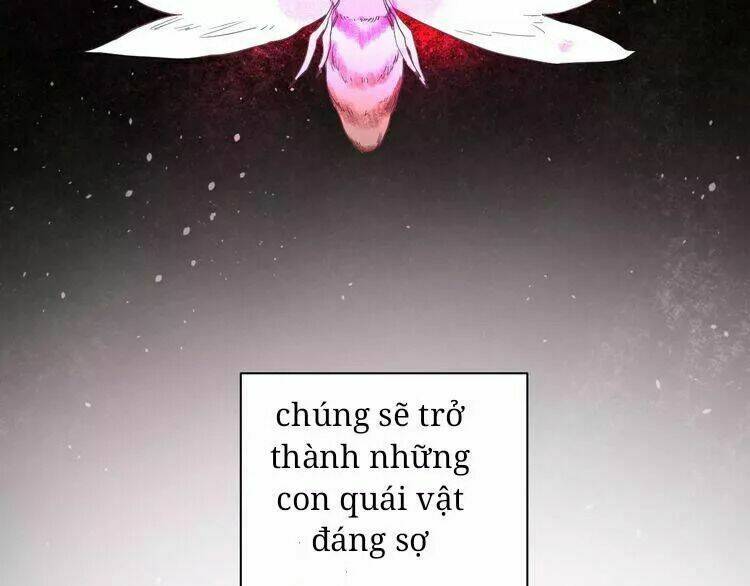 chúng sẽ trở
thành những
con quái vật
đáng sợ